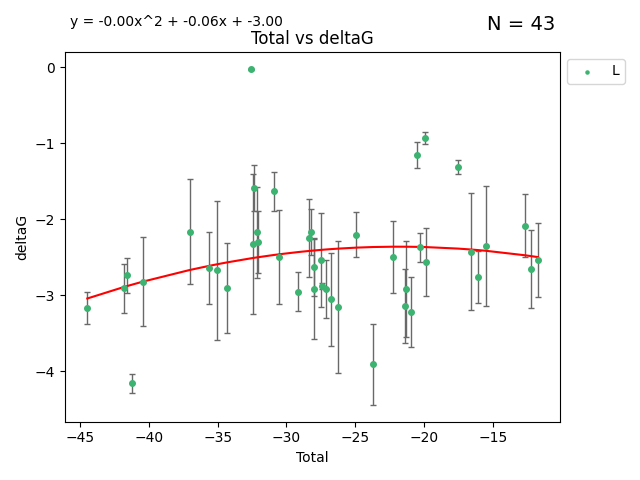 y = -0.00x^2 + -0.06x + -3.00
N = 43
Total vs deltaG
L
0
−1
−2
−3
−4
deltaG
−45 −40 −35 −30 −25 −20 −15
Total